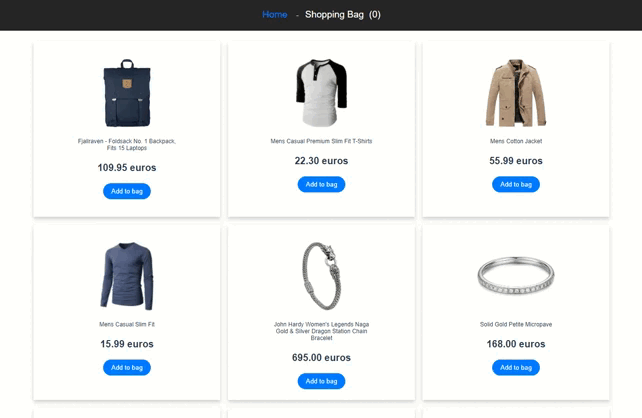 Home - Shopping Bag (0)
Fjallraven - Foldsack No. 1 Backpack,
Fits 15 Laptops
109.95 euros
Add to bag
Mens Casual Premium Slim Fit T-Shirts
22.30 euros
Add to bag
Mens Cotton Jacket
55.99 euros
Add to bag
Mens Casual Slim Fit
15.99 euros
Add to bag
John Hardy Women's Legends Naga
Gold & Silver Dragon Station Chain
Bracelet
695.00 euros
Add to bag
Solid Gold Petite Micropave
168.00 euros
Add to bag